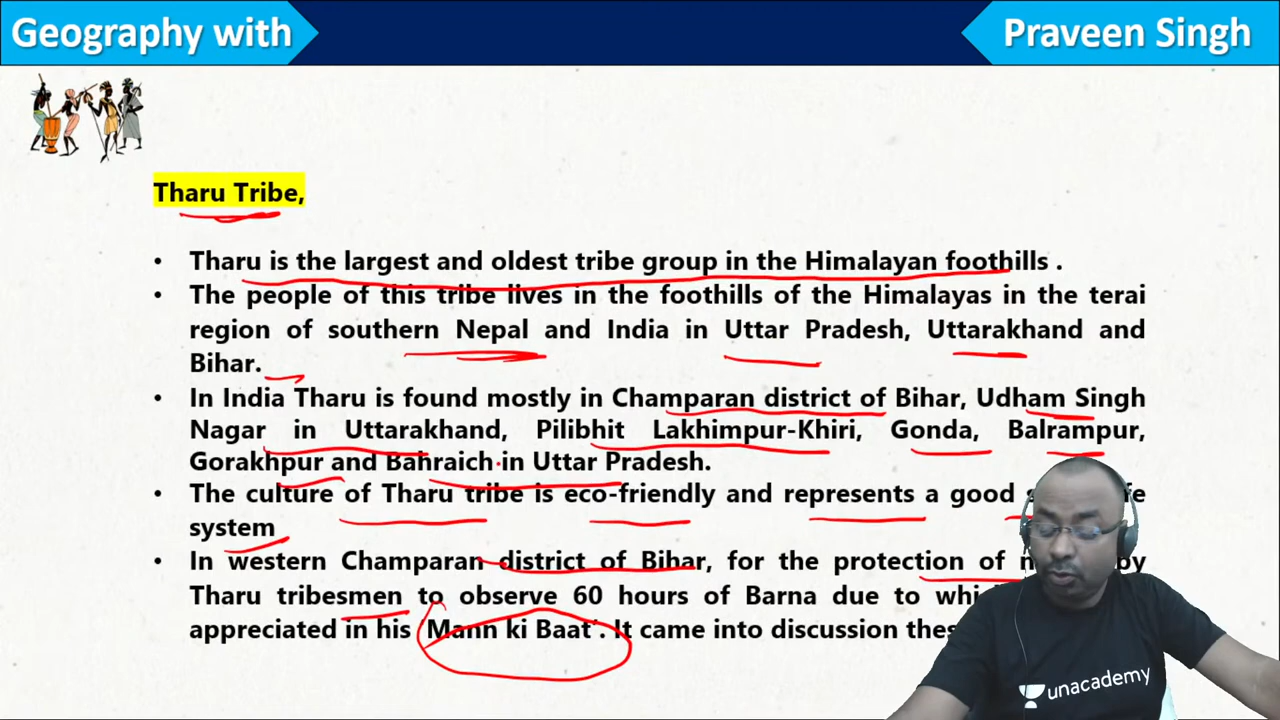 Geography with
Praveen Singh
Tharu Tribe,
• Tharu is the largest and oldest tribe group in the Himalayan foothills .
• The people of this tribe lives in the foothills of the Himalayas in the terai
region of southern Nepal and India in Uttar Pradesh, Uttarakhand and
Bihar.
• In India Tharu is found mostly in Champaran district of Bihar, Udham Singh
Nagar in Uttarakhand, Pilibhit Lakhimpur-Khiri, Gonda, Balrampur,
Gorakhpur and Bahraich in Uttar Pradesh.
• The culture of Tharu tribe is eco-friendly and represents a good
system
• In western Champaran district of Bihar, for the protection of by
Tharu tribesmen to observe 60 hours of Barna due to
appreciated in his 'Mann ki Baat'. It came into discussion
unacademy